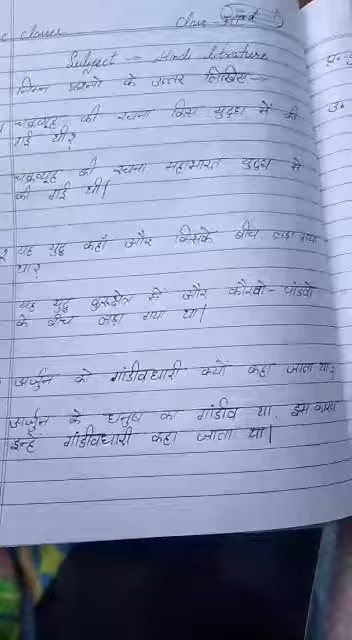 Subject → Hindi literature
निम्न प्रश्नो के उत्तर लिखिए -
चक्रव्यूह की रचना किस युद्ध में की
गई थी?
चक्रव्यूह की रचना महाभारत युद्ध में
की गई थी|
यह युद्ध कहाँ और किसके बीच लड़ा गया
था?
यह युद्ध कुरुक्षेत्र में और कौरवो - पांडवो
के बीच लड़ा गया था|
अर्जुन को गांडीवधारी क्यों कहा जाता था?
अर्जुन के धनुष का गांडीव था, इस कारण
इन्हें गांडीवधारी कहा जाता था|